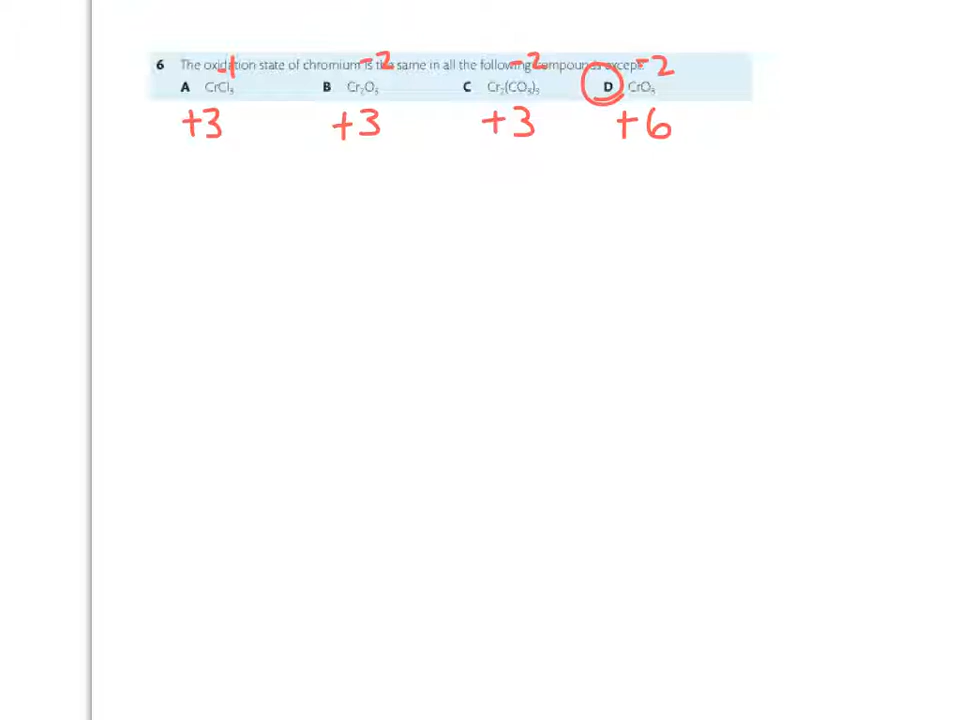 6 The oxidation state of chromium is the same in all the following compounds except:
-1 -2 -2 -2
A CrCl₃ B Cr₂O₃ C Cr₂(CO₃)₃ D CrO₃
+3 +3 +3 +6